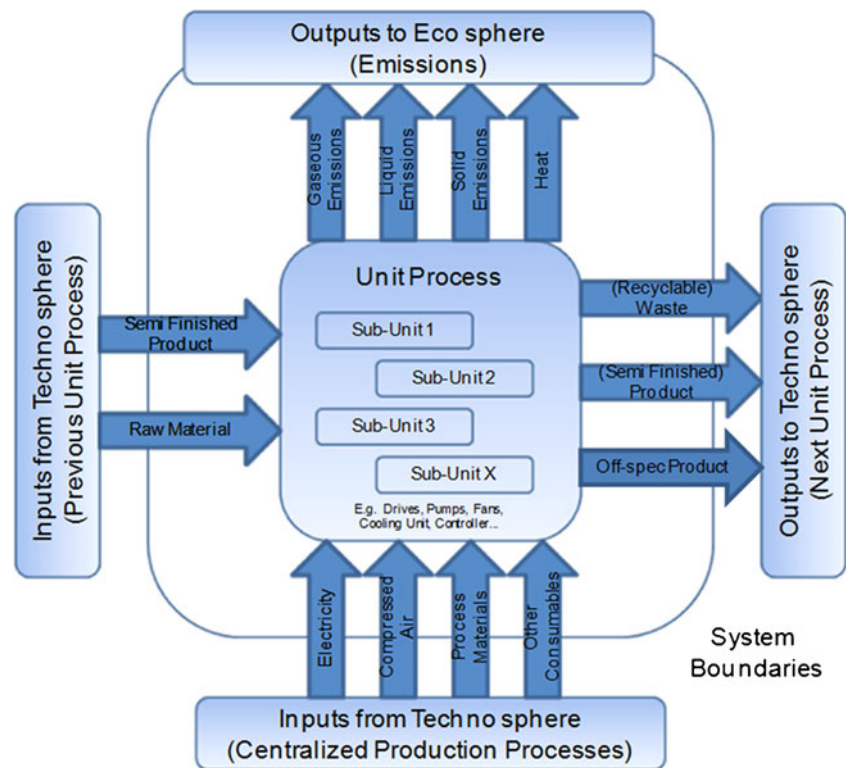 Outputs to Eco sphere
(Emissions)
Gaseous
Emissions
Liquid
Emissions
Solid
Emissions
Heat
Inputs from Techno sphere
(Previous Unit Process)
Semi Finished
Product
Raw Material
Unit Process
Sub-Unit 1
Sub-Unit 2
Sub-Unit 3
Sub-Unit X
E.g. Drives, Pumps, Fans,
Cooling Unit, Controller...
(Recyclable)
Waste
(Semi Finished)
Product
Off-spec Product
Outputs to Techno sphere
(Next Unit Process)
Electricity
Compressed
Air
Process
Materials
Other
Consumables
System
Boundaries
Inputs from Techno sphere
(Centralized Production Processes)